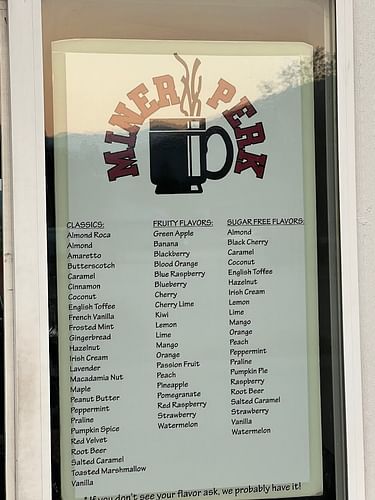 MINER PERK
CLASSICS:
Almond Roca
Almond
Amaretto
Butterscotch
Caramel
Cinnamon
Coconut
English Toffee
French Vanilla
Frosted Mint
Gingerbread
Hazelnut
Irish Cream
Lavender
Macadamia Nut
Maple
Peanut Butter
Peppermint
Praline
Pumpkin Spice
Red Velvet
Root Beer
Salted Caramel
Toasted Marshmallow
Vanilla
FRUITY FLAVORS:
Green Apple
Banana
Blackberry
Blood Orange
Blue Raspberry
Blueberry
Cherry
Cherry Lime
Kiwi
Lemon
Lime
Mango
Orange
Passion Fruit
Peach
Pineapple
Pomegranate
Red Raspberry
Strawberry
Watermelon
SUGAR FREE FLAVORS:
Almond
Black Cherry
Caramel
Coconut
English Toffee
Hazelnut
Irish Cream
Lemon
Lime
Mango
Orange
Peach
Peppermint
Praline
Pumpkin Pie
Raspberry
Root Beer
Salted Caramel
Strawberry
Vanilla
Watermelon
* If you don't see your flavor ask, we probably have it!